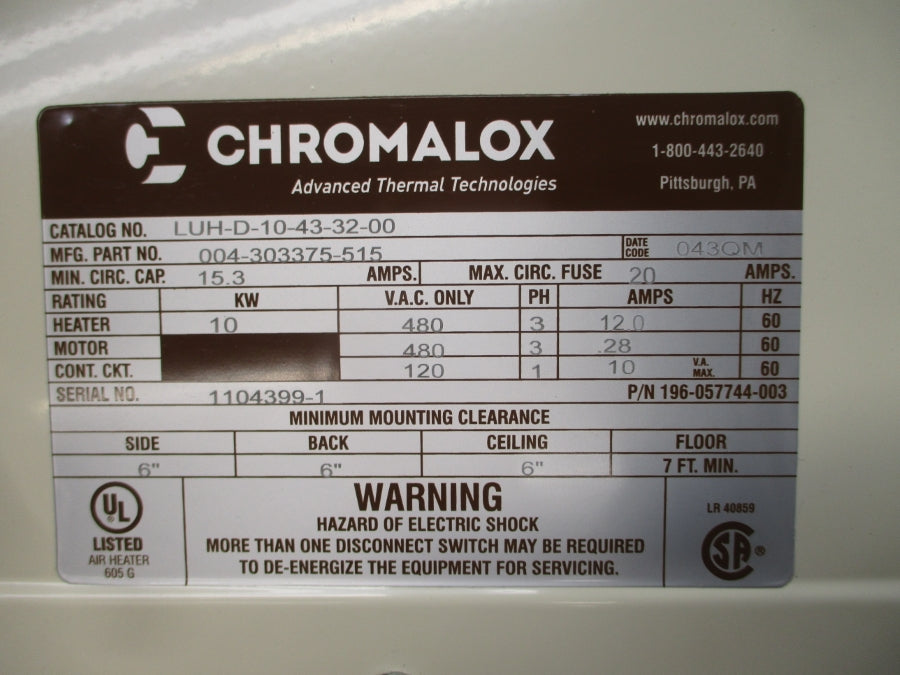 CHROMALOX
Advanced Thermal Technologies
www.chromalox.com
1-800-443-2640
Pittsburgh, PA
CATALOG NO. LUH-D-10-43-32-00
MFG. PART NO. 004-303375-515 DATE CODE 043QM
MIN. CIRC. CAP. 15.3 AMPS. MAX. CIRC. FUSE 20 AMPS.
RATING KW V.A.C. ONLY PH AMPS HZ
HEATER 10 480 3 12.0 60
MOTOR 480 3 .28 60
CONT. CKT. 120 1 10 V.A. MAX. 60
SERIAL NO. 1104399-1 P/N 196-057744-003
MINIMUM MOUNTING CLEARANCE
SIDE BACK CEILING FLOOR
6" 6" 6" 7 FT. MIN.
UL
LISTED
AIR HEATER
605 G
WARNING
HAZARD OF ELECTRIC SHOCK
MORE THAN ONE DISCONNECT SWITCH MAY BE REQUIRED
TO DE-ENERGIZE THE EQUIPMENT FOR SERVICING.
LR 40859
SA ®